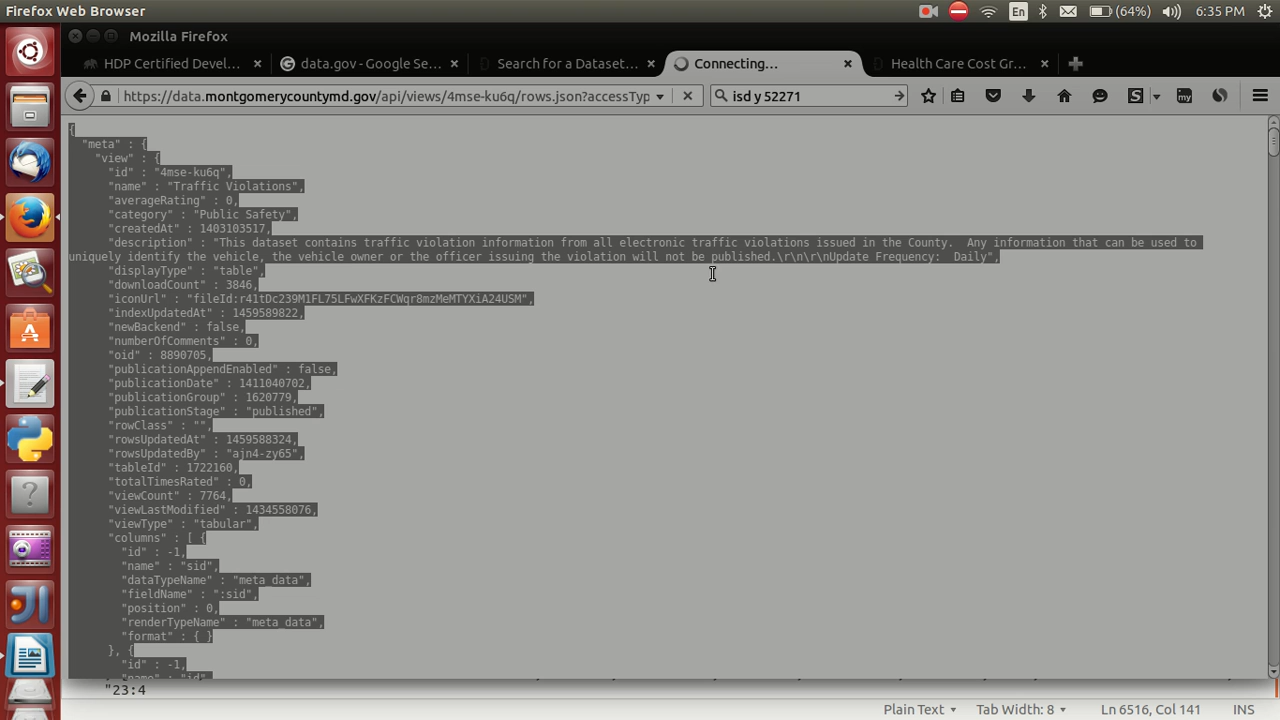 Firefox Web Browser
En
(64%)
6:35 PM
Mozilla Firefox
HDP Certified Devel...
data.gov - Google Se...
Search for a Dataset...
Connecting...
Health Care Cost Gr...
https://data.montgomerycountymd.gov/api/views/4mse-ku6q/rows.json?accessTyp
isd y 52271
{
"meta" : {
"view" : {
"id" : "4mse-ku6q",
"name" : "Traffic Violations",
"averageRating" : 0,
"category" : "Public Safety",
"createdAt" : 1403103517,
"description" : "This dataset contains traffic violation information from all electronic traffic violations issued in the County.  Any information that can be used to
uniquely identify the vehicle, the vehicle owner or the officer issuing the violation will not be published.\r\n\r\nUpdate Frequency:  Daily",
"displayType" : "table",
"downloadCount" : 3846,
"iconUrl" : "fileId:r41tDc239M1FL75LFwXFKzFCWqr8mzMeMTYXiA24USM",
"indexUpdatedAt" : 1459589822,
"newBackend" : false,
"numberOfComments" : 0,
"oid" : 8890705,
"publicationAppendEnabled" : false,
"publicationDate" : 1411040702,
"publicationGroup" : 1620779,
"publicationStage" : "published",
"rowClass" : "",
"rowsUpdatedAt" : 1459588324,
"rowsUpdatedBy" : "ajn4-zy65",
"tableId" : 1722160,
"totalTimesRated" : 0,
"viewCount" : 7764,
"viewLastModified" : 1434558076,
"viewType" : "tabular",
"columns" : [ {
"id" : -1,
"name" : "sid",
"dataTypeName" : "meta_data",
"fieldName" : ":sid",
"position" : 0,
"renderTypeName" : "meta_data",
"format" : { }
}, {
"id" : -1,
"name" : "id",
"23:4
Plain Text
Tab Width: 8
Ln 6516, Col 141
INS